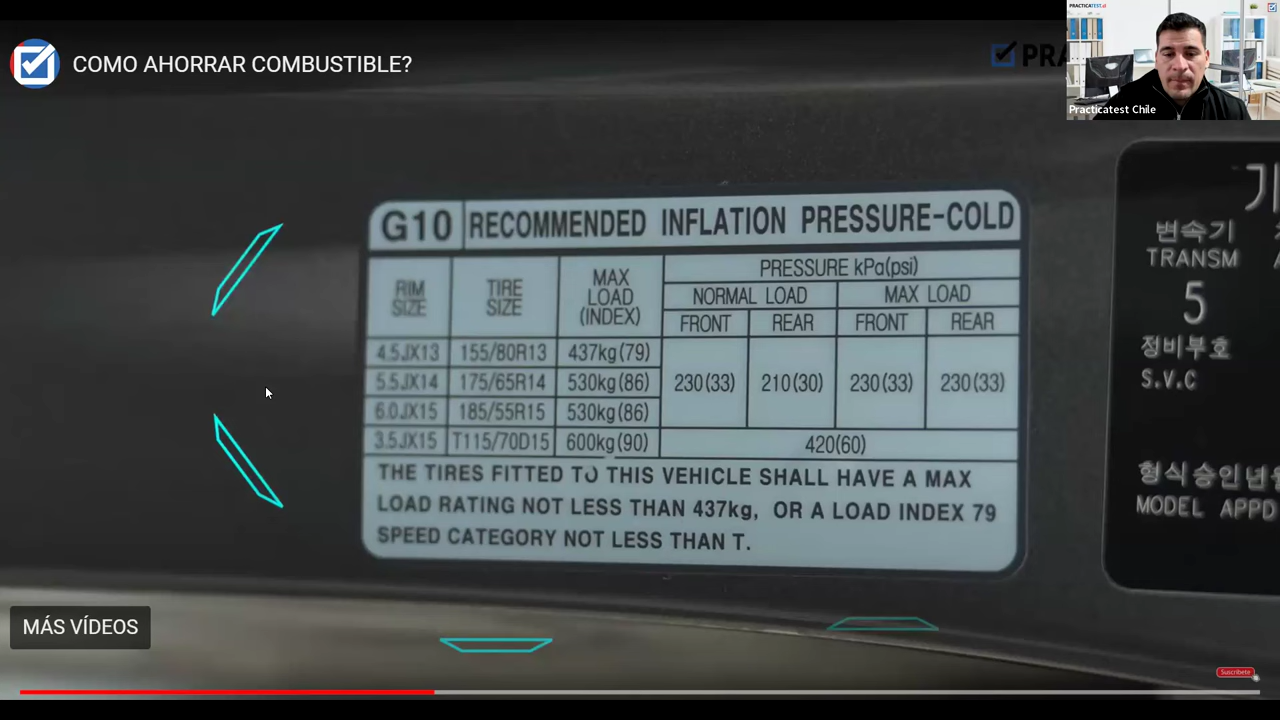 COMO AHORRAR COMBUSTIBLE?
PRA
PRACTICATEST.cl
Practicatest Chile
G10 RECOMMENDED INFLATION PRESSURE-COLD
RIM SIZE TIRE SIZE MAX LOAD (INDEX) PRESSURE kPa(psi)
NORMAL LOAD MAX LOAD
FRONT REAR FRONT REAR
4.5JX13 155/80R13 437kg(79)
5.5JX14 175/65R14 530kg(86) 230(33) 210(30) 230(33) 230(33)
6.0JX15 185/55R15 530kg(86)
3.5JX15 T115/70D15 600kg(90) 420(60)
THE TIRES FITTED TO THIS VEHICLE SHALL HAVE A MAX
LOAD RATING NOT LESS THAN 437kg, OR A LOAD INDEX 79
SPEED CATEGORY NOT LESS THAN T.
기
변속기
TRANSM
5
정비부호
S.V.C
형식승인년월
MODEL APPD
MÁS VÍDEOS
Suscríbete